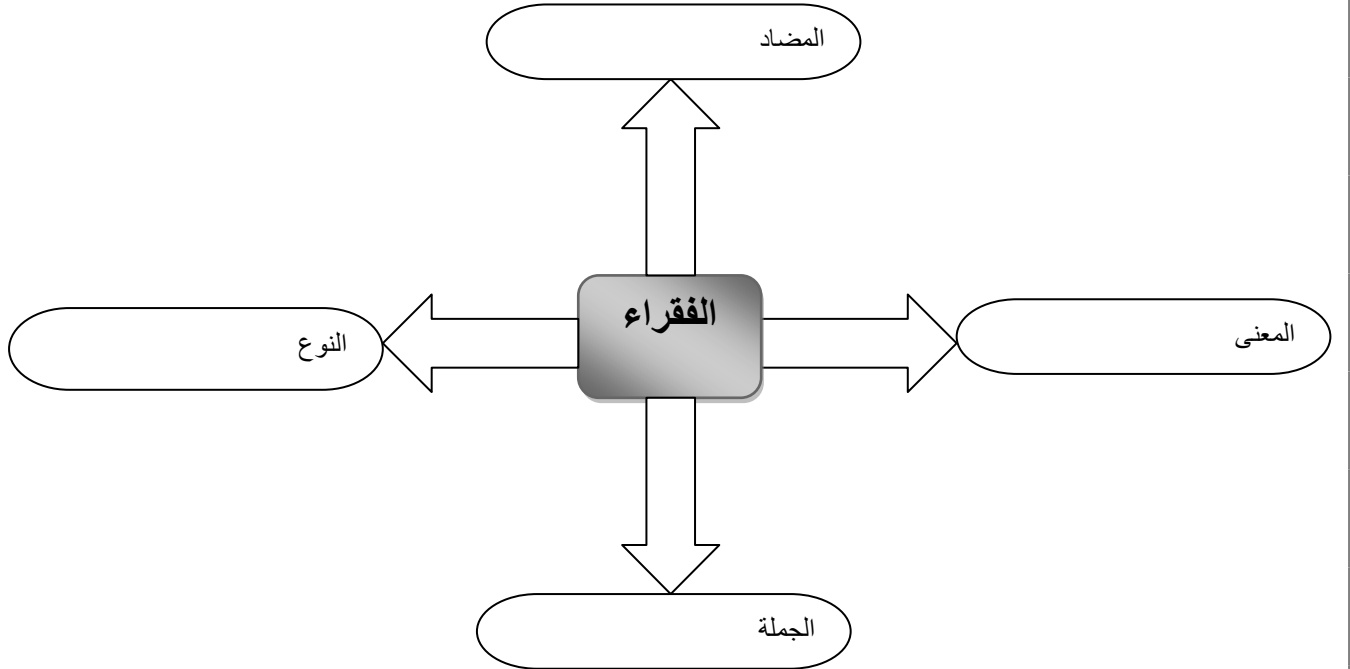 المضاد
الفقراء
المعنى
النوع
الجملة